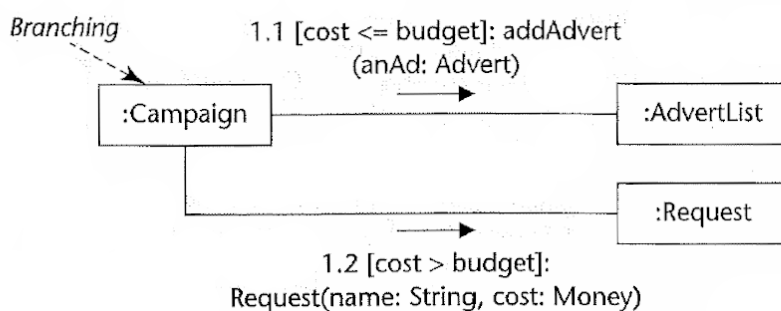 Branching
1.1 [cost <= budget]: addAdvert
(anAd: Advert)
:Campaign
:AdvertList
:Request
1.2 [cost > budget]:
Request(name: String, cost: Money)